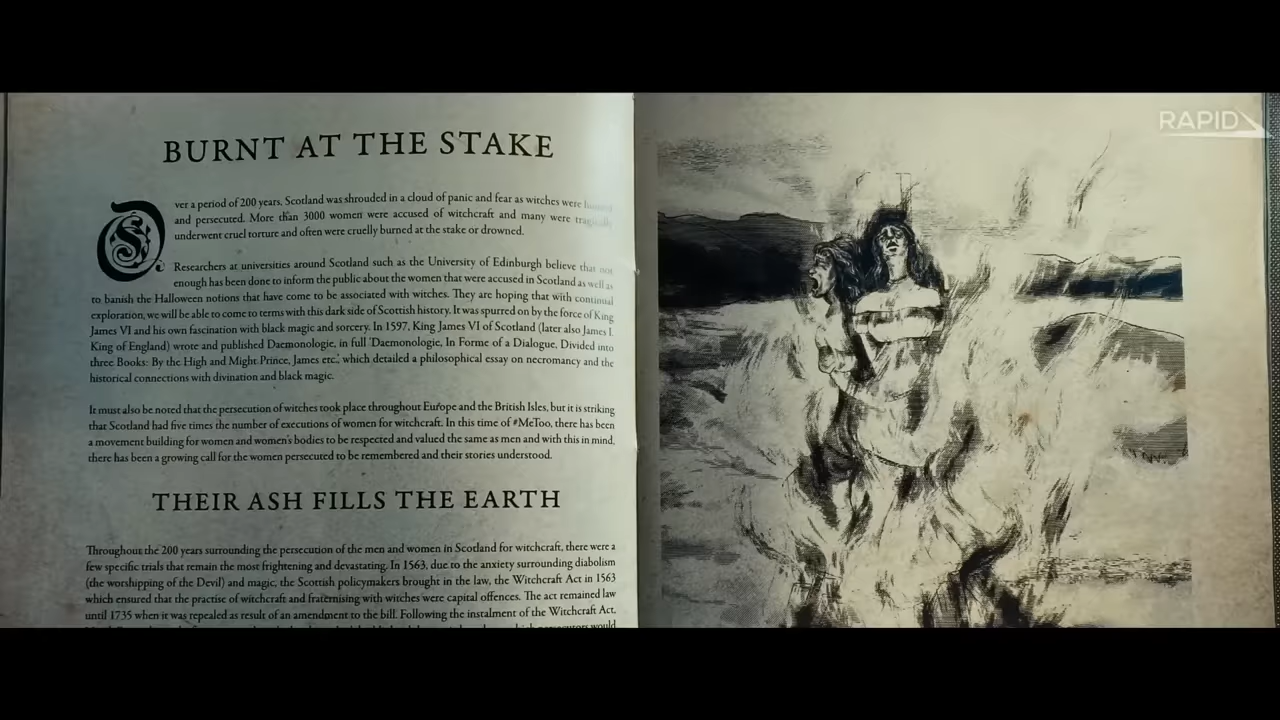 BURNT AT THE STAKE
Over a period of 200 years, Scotland was shrouded in a cloud of panic and fear as witches were
and persecuted. More than 3000 women were accused of witchcraft and many were tragically
underwent cruel torture and often were cruelly burned at the stake or drowned.
Researchers at universities around Scotland such as the University of Edinburgh believe that not
enough has been done to inform the public about the women that were accused in Scotland as well as
to banish the Halloween notions that have come to be associated with witches. They are hoping that with continual
exploration, we will be able to come to terms with this dark side of Scottish history. It was spurred on by the force of King
James VI and his own fascination with black magic and sorcery. In 1597, King James VI of Scotland (later also James I.
King of England) wrote and published Daemonologie, in full 'Daemonologie, In Forme of a Dialogue, Divided into
three Books: By the High and Might Prince, James etc.', which detailed a philosophical essay on necromancy and the
historical connections with divination and black magic.
It must also be noted that the persecution of witches took place throughout Europe and the British Isles, but it is striking
that Scotland had five times the number of executions of women for witchcraft. In this time of #MeToo, there has been
a movement building for women and women's bodies to be respected and valued the same as men and with this in mind,
there has been a growing call for the women persecuted to be remembered and their stories understood.
THEIR ASH FILLS THE EARTH
Throughout the 200 years surrounding the persecution of the men and women in Scotland for witchcraft, there were a
few specific trials that remain the most frightening and devastating. In 1563, due to the anxiety surrounding diabolism
(the worshipping of the Devil) and magic, the Scottish policymakers brought in the law, the Witchcraft Act in 1563
which ensured that the practise of witchcraft and fraternising with witches were capital offences. The act remained law
until 1735 when it was repealed as result of an amendment to the bill. Following the instalment of the Witchcraft Act,
RAPID